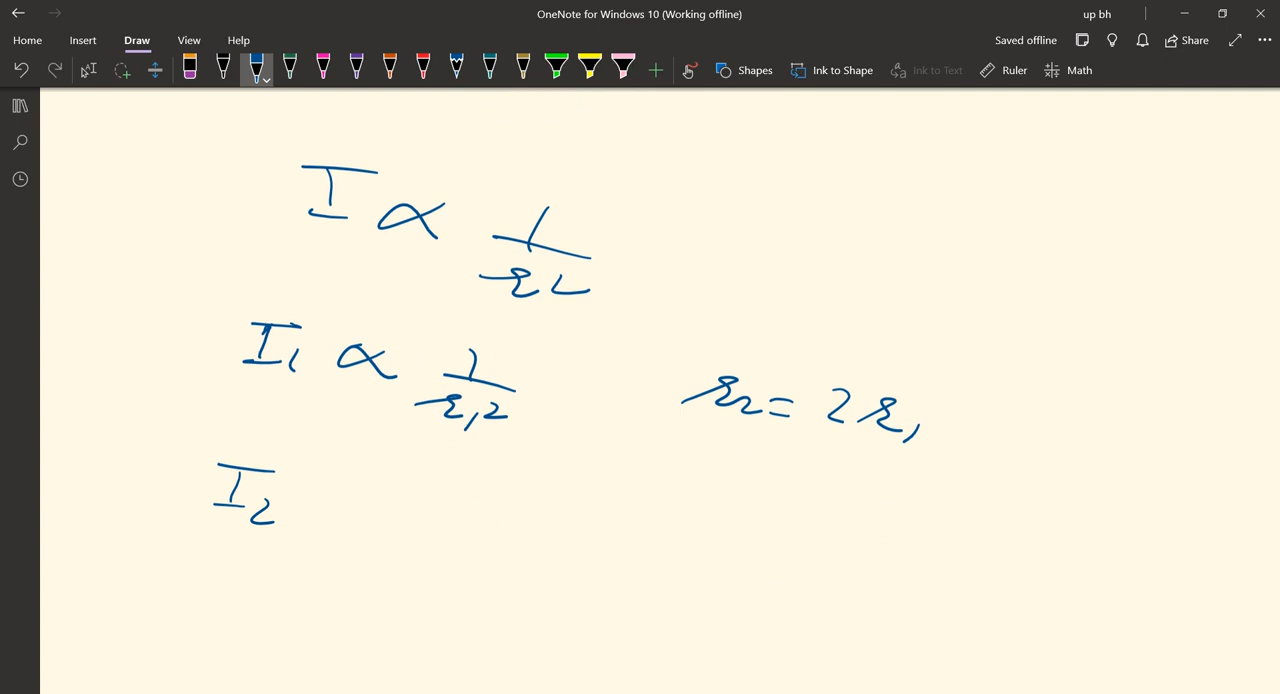 OneNote for Windows 10 (Working offline)
up bh
Home Insert Draw View Help
Saved offline Share
Shapes Ink to Shape Ink to Text Ruler Math
I ∝ 1/r²
I₁ ∝ 1/r₁²
r₂ = 2r₁
I₂